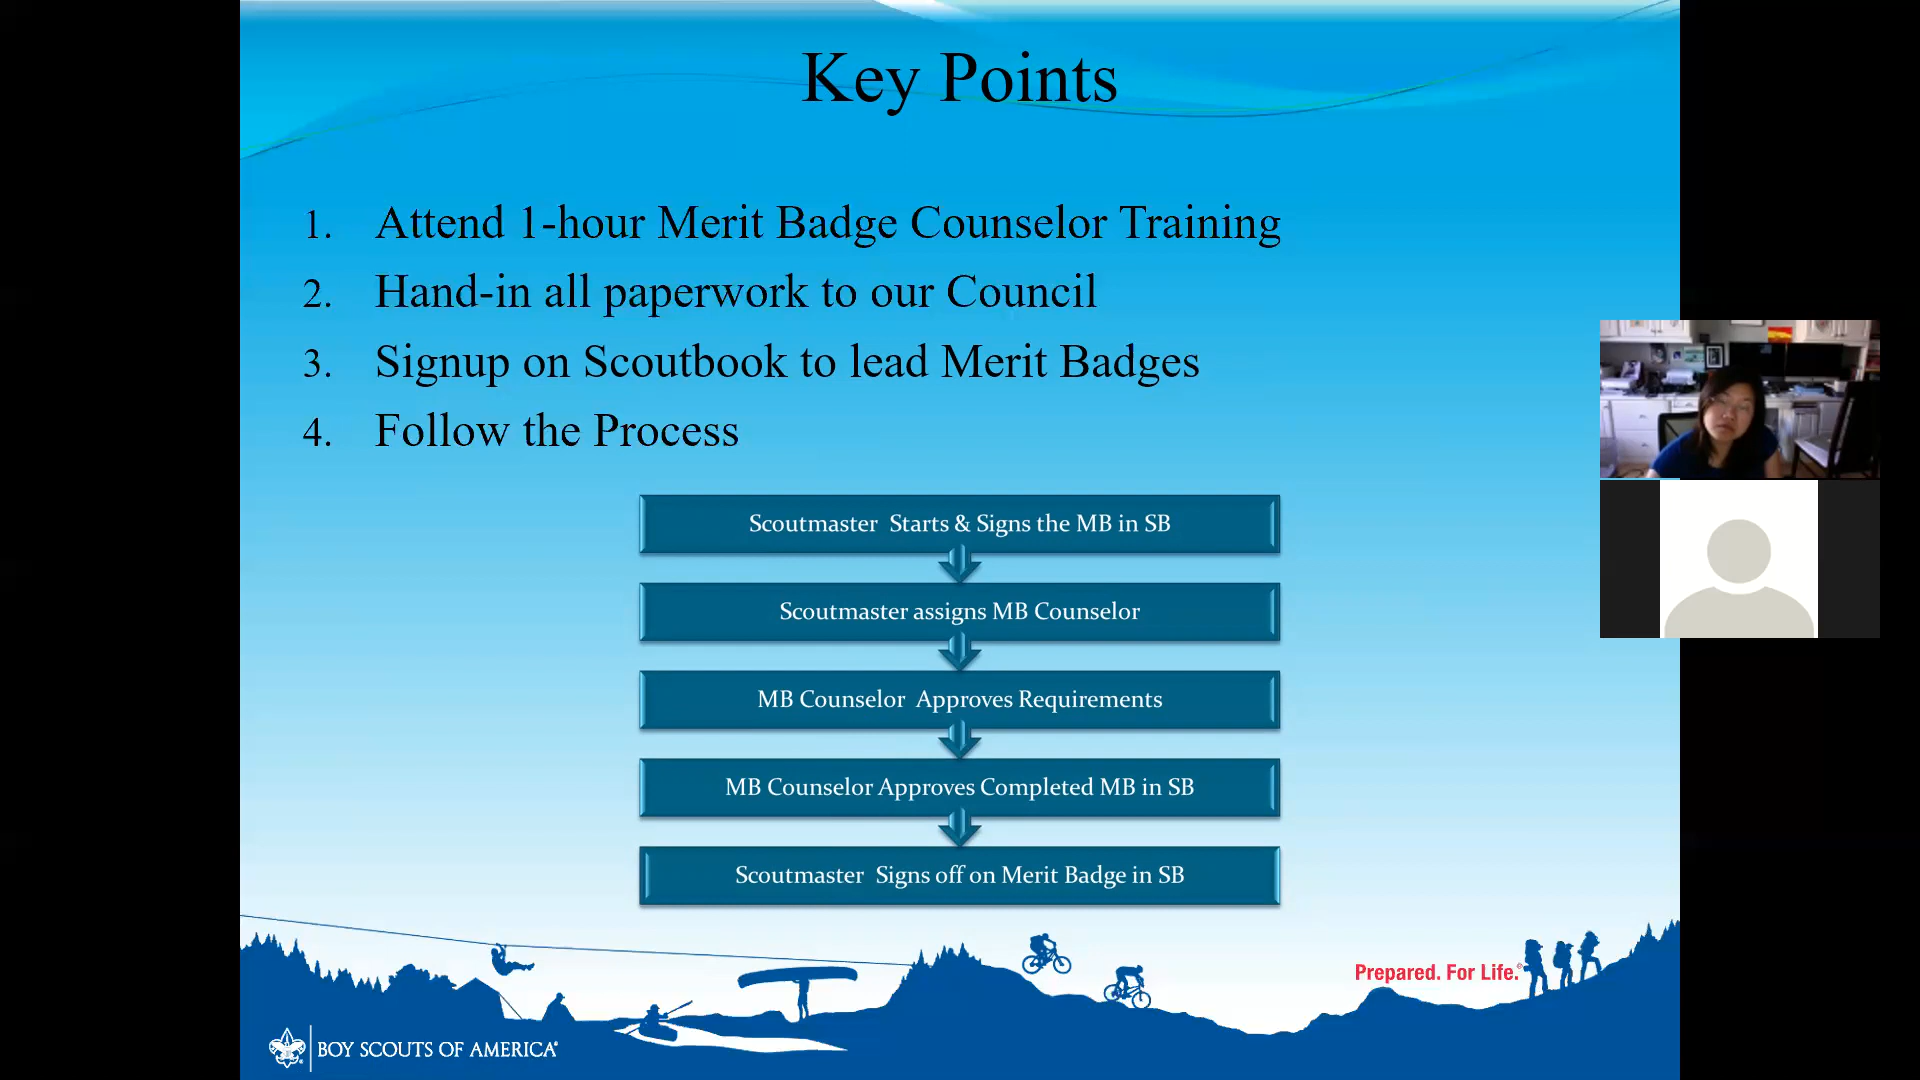 Key Points
1. Attend 1-hour Merit Badge Counselor Training
2. Hand-in all paperwork to our Council
3. Signup on Scoutbook to lead Merit Badges
4. Follow the Process
Scoutmaster Starts & Signs the MB in SB
Scoutmaster assigns MB Counselor
MB Counselor Approves Requirements
MB Counselor Approves Completed MB in SB
Scoutmaster Signs off on Merit Badge in SB
Prepared. For Life.®
BOY SCOUTS OF AMERICA®